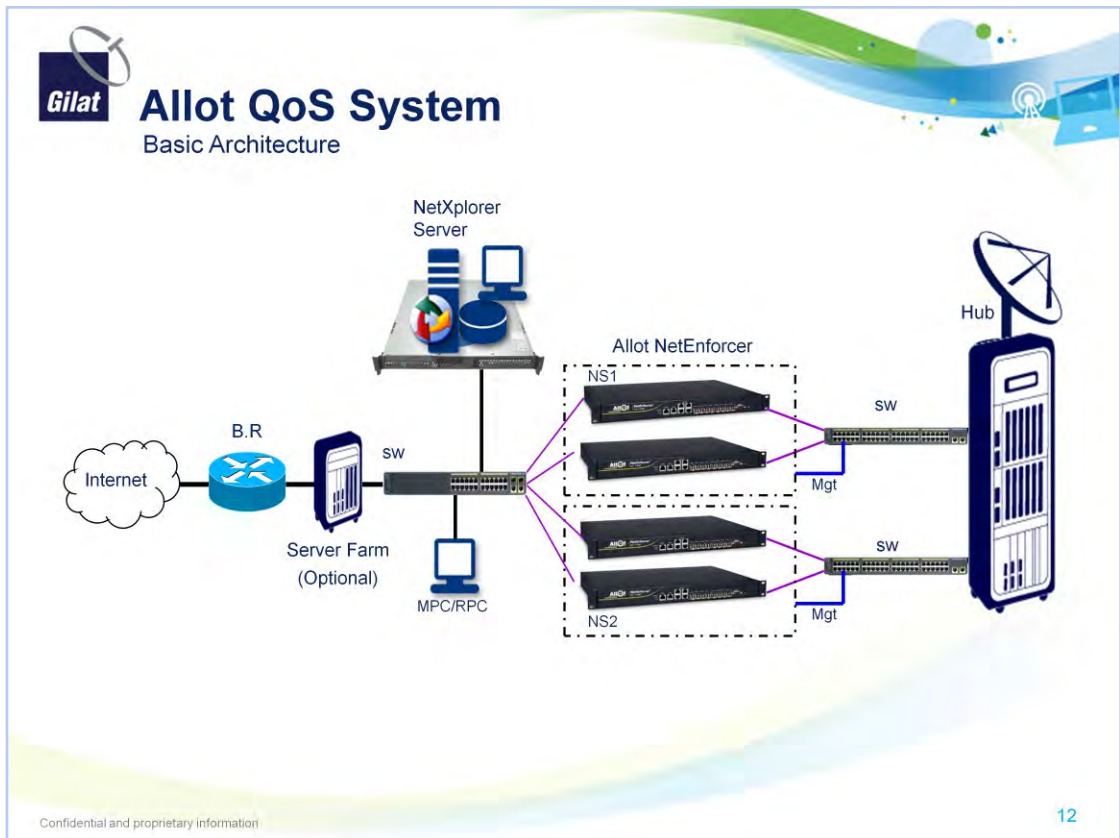 Gilat
Allot QoS System
Basic Architecture
NetXplorer
Server
Hub
Allot NetEnforcer
NS1
SW
B.R
SW
Internet
Mgt
Server Farm
(Optional)
MPC/RPC
SW
NS2
Mgt
Confidential and proprietary information
12